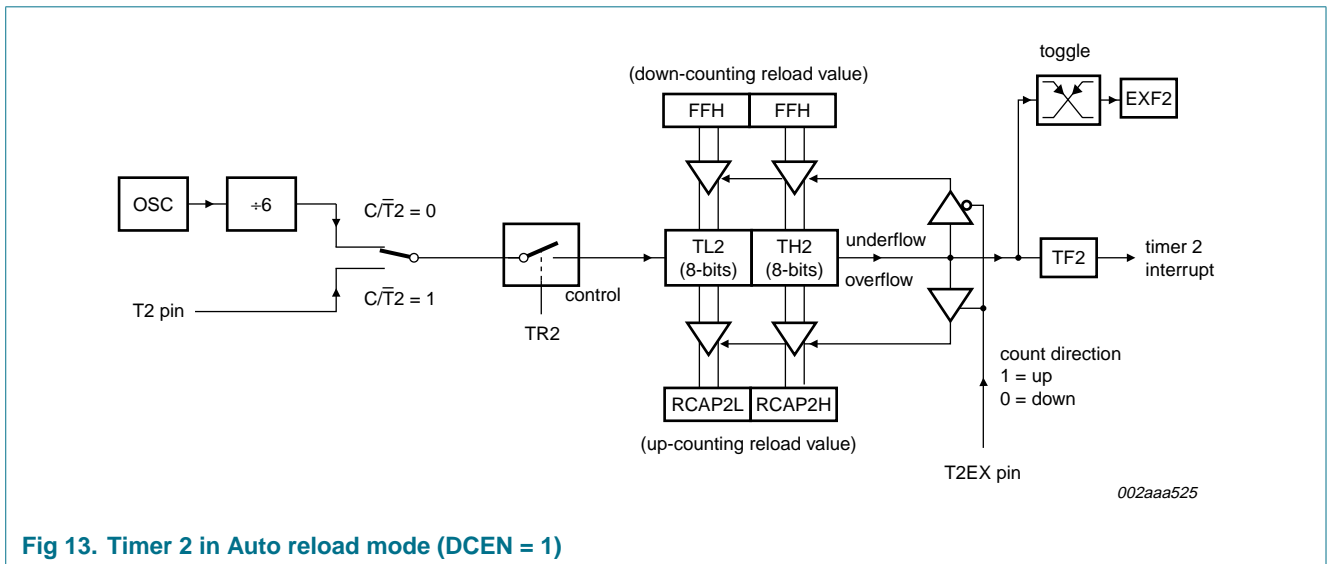 toggle
(down-counting reload value)
FFH
FFH
EXF2
OSC
÷6
C/T̅2 = 0
TL2
(8-bits)
TH2
(8-bits)
underflow
overflow
TF2
timer 2
interrupt
C/T̅2 = 1
control
T2 pin
TR2
count direction
1 = up
0 = down
RCAP2L
RCAP2H
(up-counting reload value)
T2EX pin
002aaa525
Fig 13. Timer 2 in Auto reload mode (DCEN = 1)